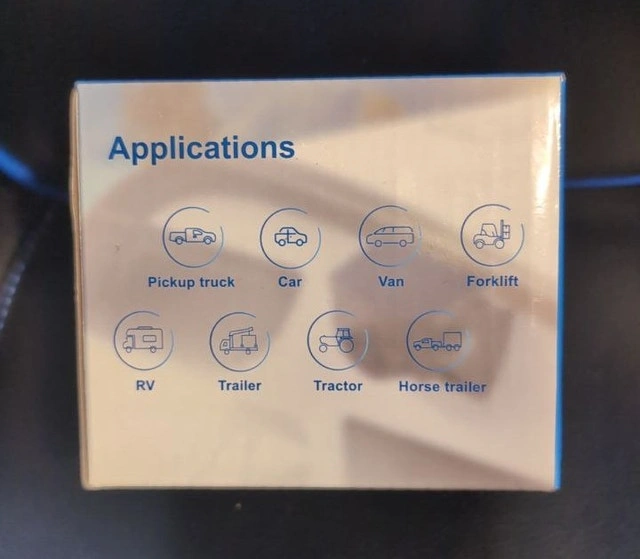 Applications
Pickup truck Car Van Forklift
RV Trailer Tractor Horse trailer